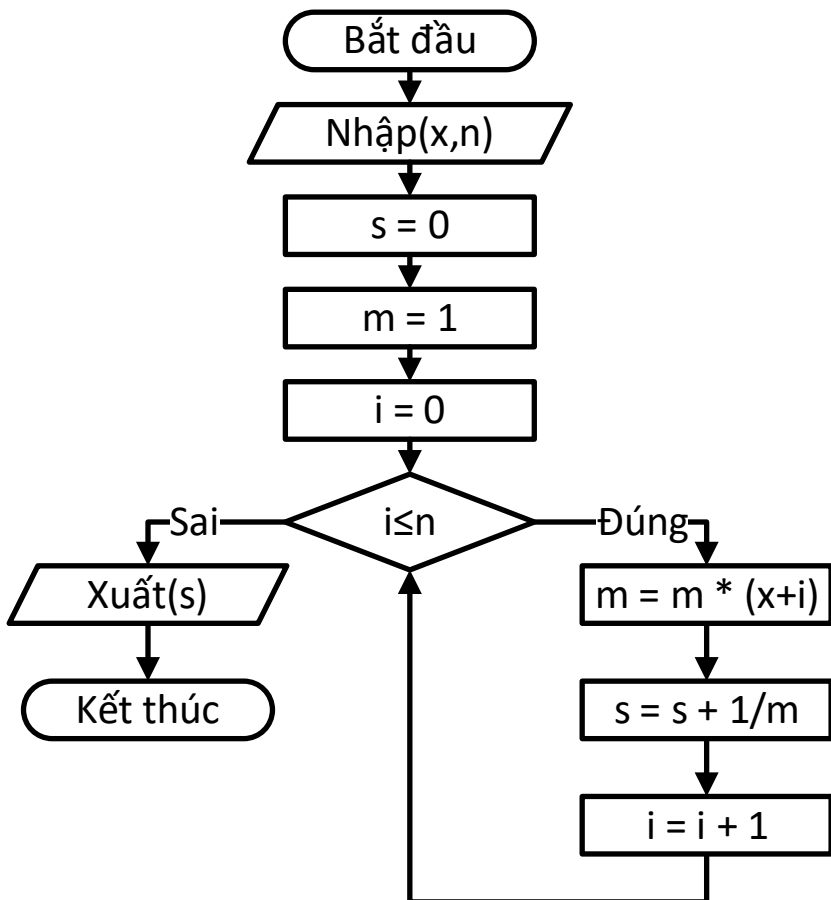 Bắt đầu
Nhập(x,n)
s = 0
m = 1
i = 0
i≤n
Sai
Đúng
Xuất(s)
Kết thúc
m = m * (x+i)
s = s + 1/m
i = i + 1